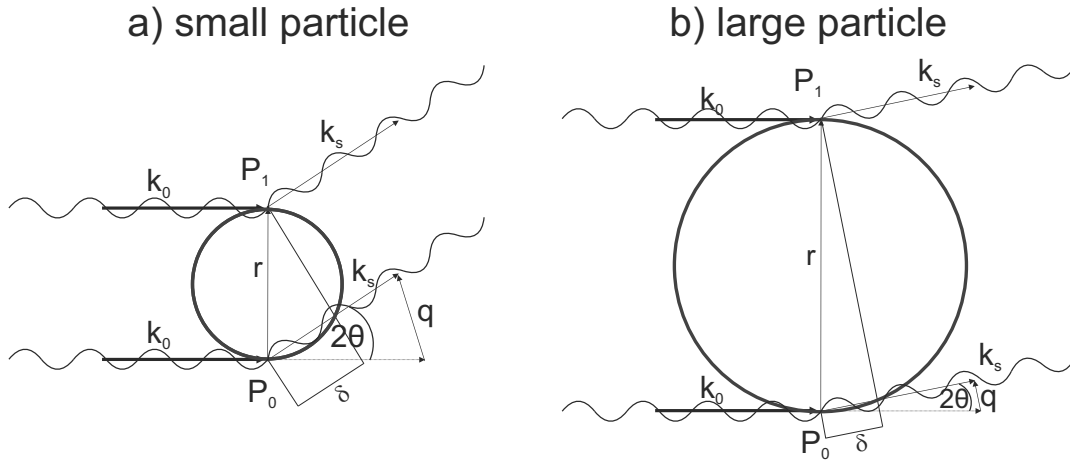 a) small particle
P₁
k₀
kₛ
r
kₛ
k₀
2θ
q
P₀
δ
b) large particle
P₁
k₀
kₛ
r
k₀
kₛ
2θ
q
P₀
δ